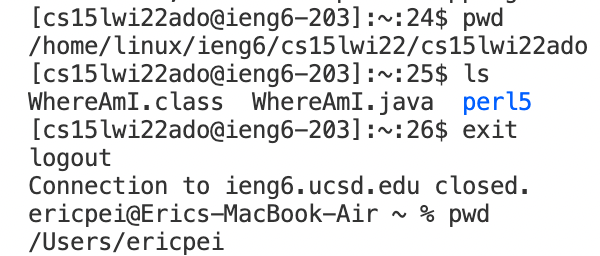 [cs15lwi22ado@ieng6-203]:~:24$ pwd
/home/linux/ieng6/cs15lwi22/cs15lwi22ado
[cs15lwi22ado@ieng6-203]:~:25$ ls
WhereAmI.class  WhereAmI.java  perl5
[cs15lwi22ado@ieng6-203]:~:26$ exit
logout
Connection to ieng6.ucsd.edu closed.
ericpei@Erics-MacBook-Air ~ % pwd
/Users/ericpei